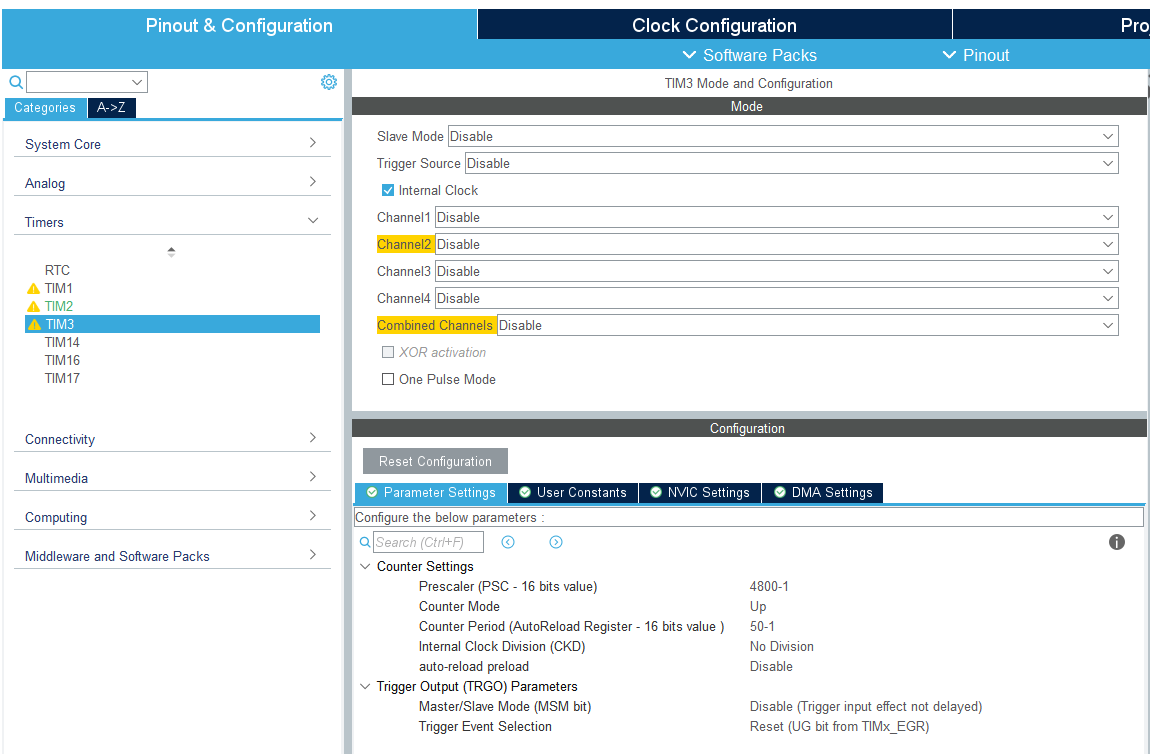 Pinout & Configuration
Clock Configuration
Software Packs
Pinout
Categories
A->Z
System Core
Analog
Timers
RTC
TIM1
TIM2
TIM3
TIM14
TIM16
TIM17
Connectivity
Multimedia
Computing
Middleware and Software Packs
TIM3 Mode and Configuration
Mode
Slave Mode Disable
Trigger Source Disable
Internal Clock
Channel1 Disable
Channel2 Disable
Channel3 Disable
Channel4 Disable
Combined Channels Disable
XOR activation
One Pulse Mode
Configuration
Reset Configuration
Parameter Settings
User Constants
NVIC Settings
DMA Settings
Configure the below parameters :
Search (Ctrl+F)
Counter Settings
Prescaler (PSC - 16 bits value) 4800-1
Counter Mode Up
Counter Period (AutoReload Register - 16 bits value ) 50-1
Internal Clock Division (CKD) No Division
auto-reload preload Disable
Trigger Output (TRGO) Parameters
Master/Slave Mode (MSM bit) Disable (Trigger input effect not delayed)
Trigger Event Selection Reset (UG bit from TIMx_EGR)